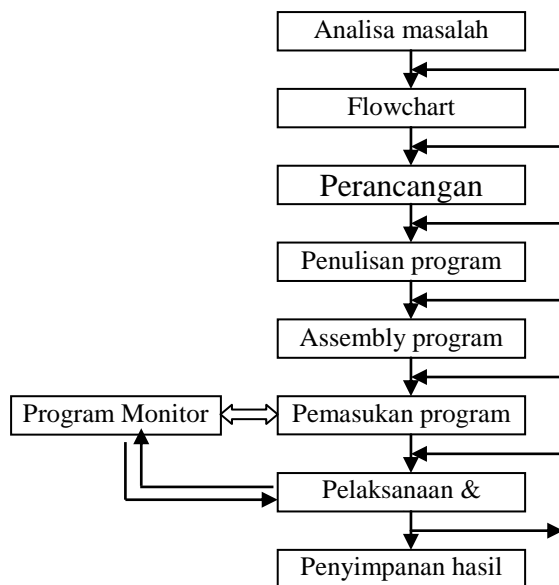 Analisa masalah
Flowchart
Perancangan
Penulisan program
Assembly program
Program Monitor
Pemasukan program
Pelaksanaan &
Penyimpanan hasil